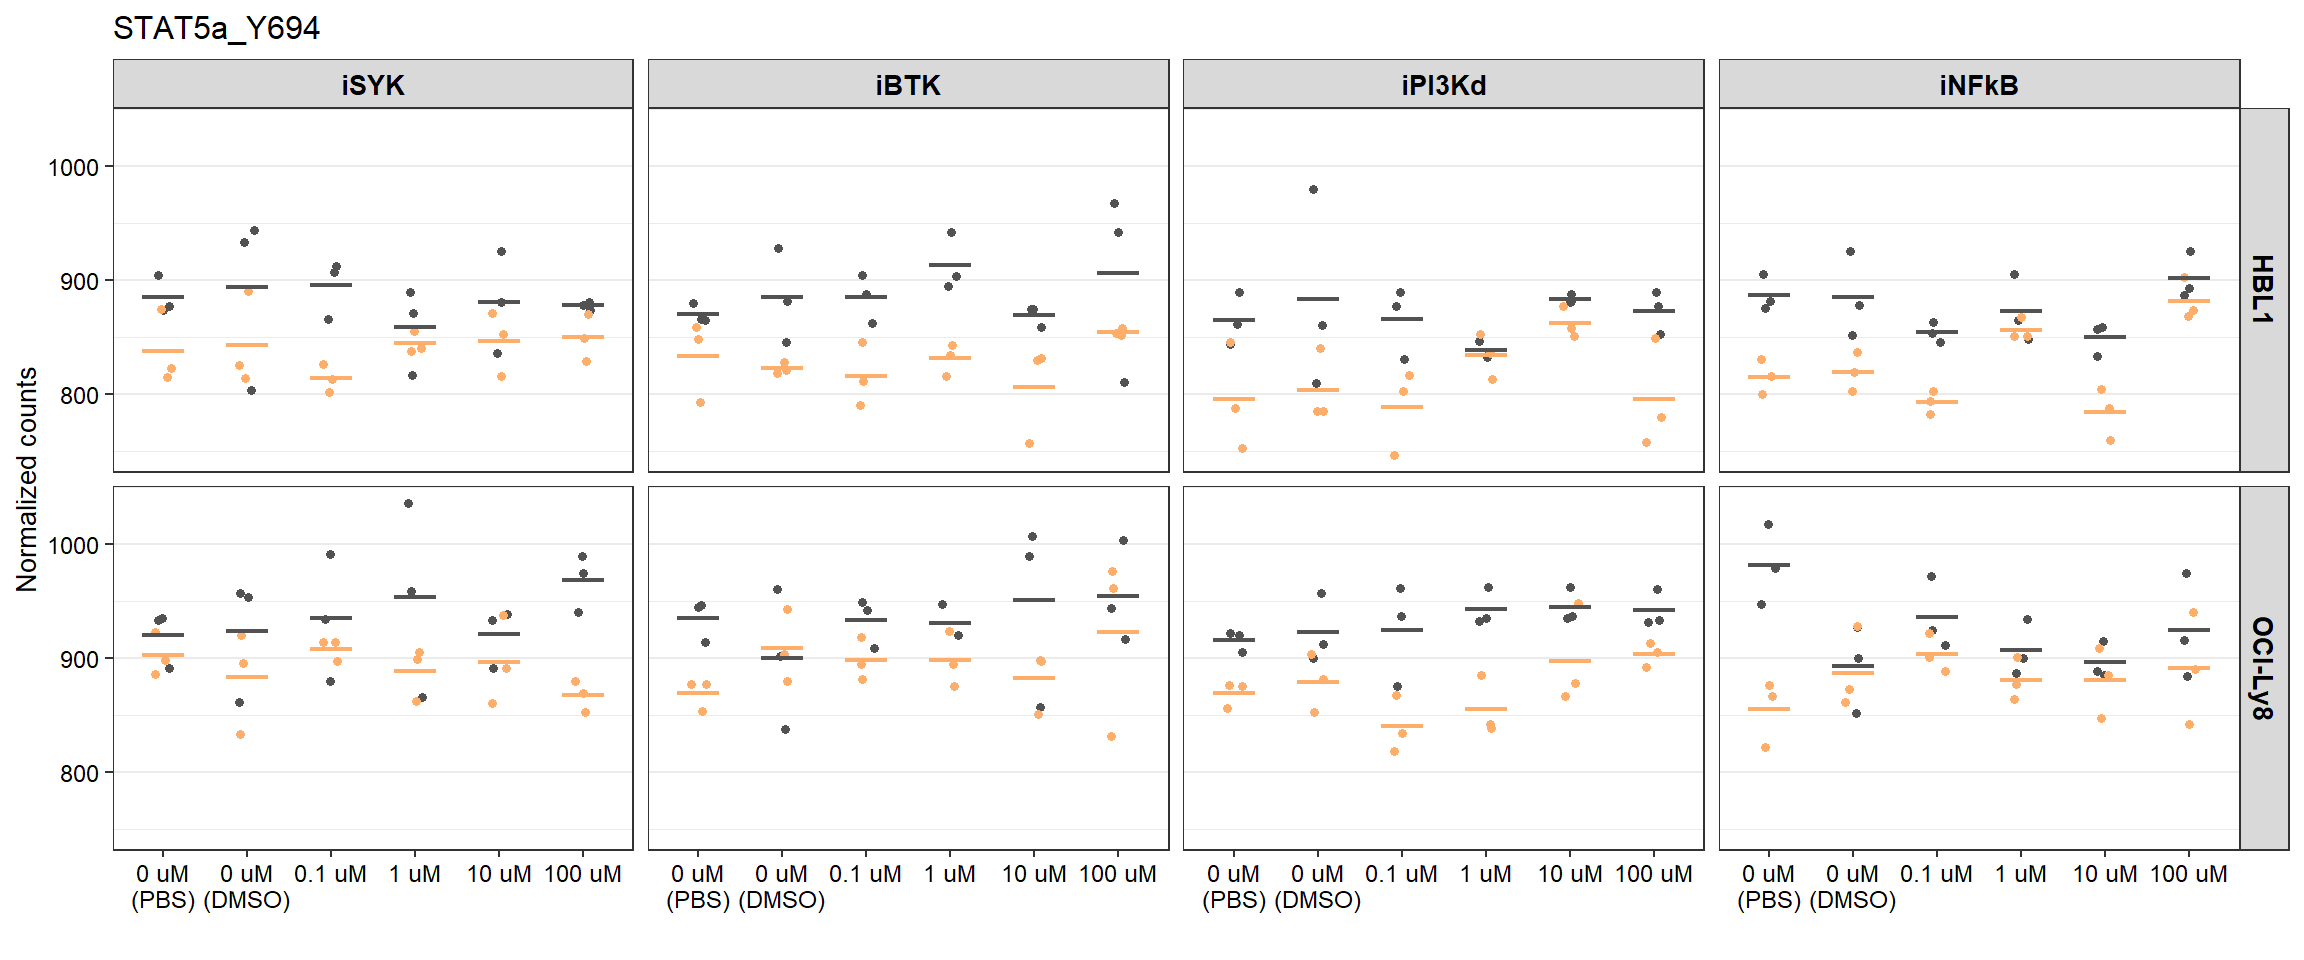 STAT5a_Y694
iSYK
iBTK
iPI3Kd
iNFkB
Normalized counts
1000
900
800
HBL1
1000
900
800
OCI-Ly8
0 uM (PBS)
0 uM (DMSO)
0.1 uM
1 uM
10 uM
100 uM
0 uM (PBS)
0 uM (DMSO)
0.1 uM
1 uM
10 uM
100 uM
0 uM (PBS)
0 uM (DMSO)
0.1 uM
1 uM
10 uM
100 uM
0 uM (PBS)
0 uM (DMSO)
0.1 uM
1 uM
10 uM
100 uM